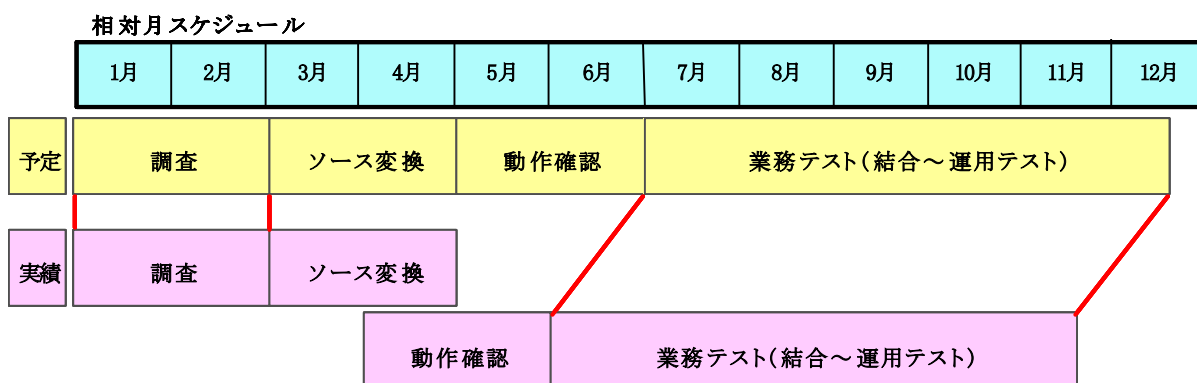 相対月スケジュール
1月 2月 3月 4月 5月 6月 7月 8月 9月 10月 11月 12月
予定 調査 ソース変換 動作確認 業務テスト(結合～運用テスト)
実績 調査 ソース変換
動作確認 業務テスト(結合～運用テスト)